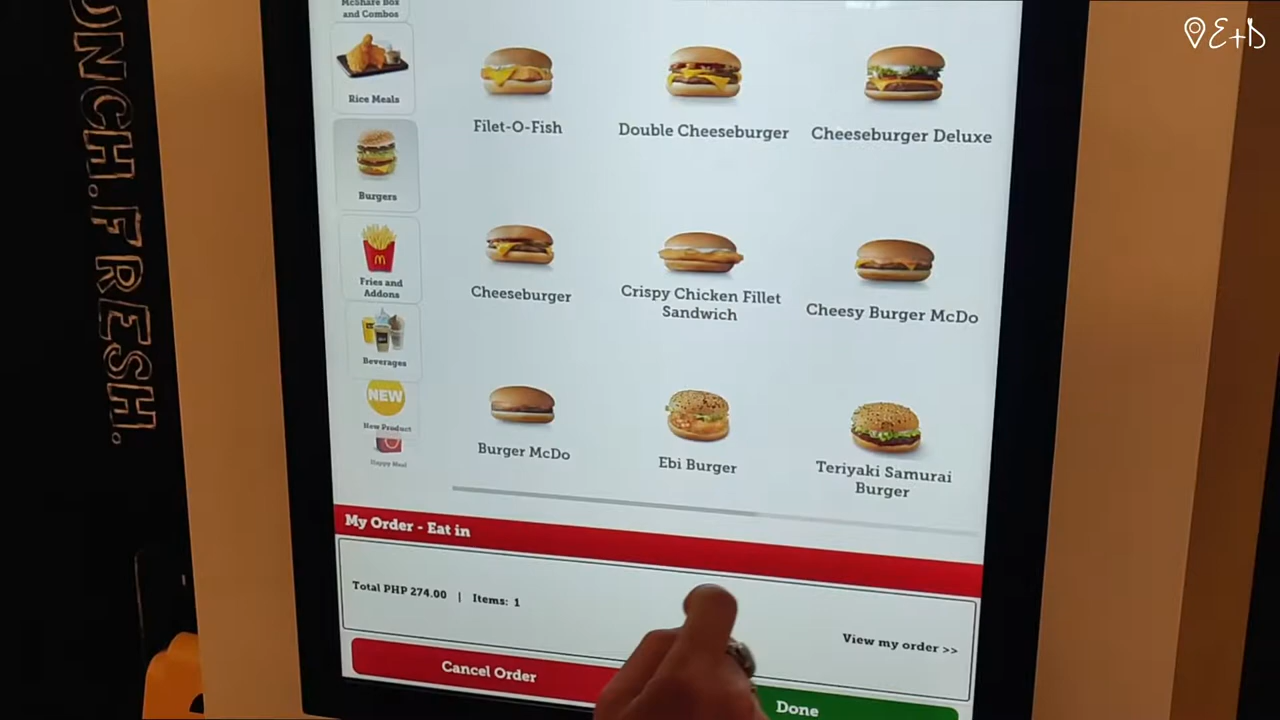 McShare Box
and Combos
E+D
Rice Meals
Filet-O-Fish
Double Cheeseburger
Cheeseburger Deluxe
Burgers
Fries and
Addons
Cheeseburger
Crispy Chicken Fillet
Sandwich
Cheesy Burger McDo
Beverages
NEW
New Product
Happy Meal
Burger McDo
Ebi Burger
Teriyaki Samurai
Burger
My Order - Eat in
Total PHP 274.00 | Items: 1
View my order >>
Cancel Order
Done
FRESH.